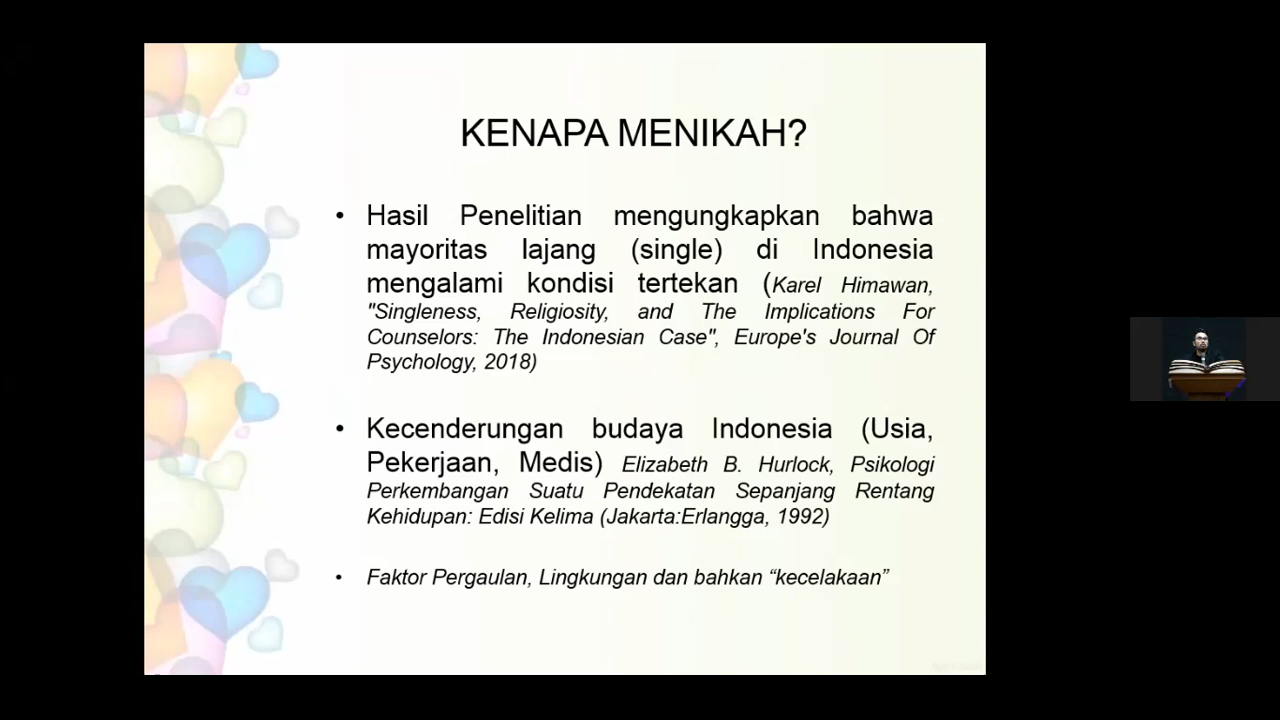 KENAPA MENIKAH?
• Hasil Penelitian mengungkapkan bahwa
mayoritas lajang (single) di Indonesia
mengalami kondisi tertekan (Karel Himawan,
"Singleness, Religiosity, and The Implications For
Counselors: The Indonesian Case", Europe's Journal Of
Psychology, 2018)
• Kecenderungan budaya Indonesia (Usia,
Pekerjaan, Medis) Elizabeth B. Hurlock, Psikologi
Perkembangan Suatu Pendekatan Sepanjang Rentang
Kehidupan: Edisi Kelima (Jakarta:Erlangga, 1992)
• Faktor Pergaulan, Lingkungan dan bahkan “kecelakaan”